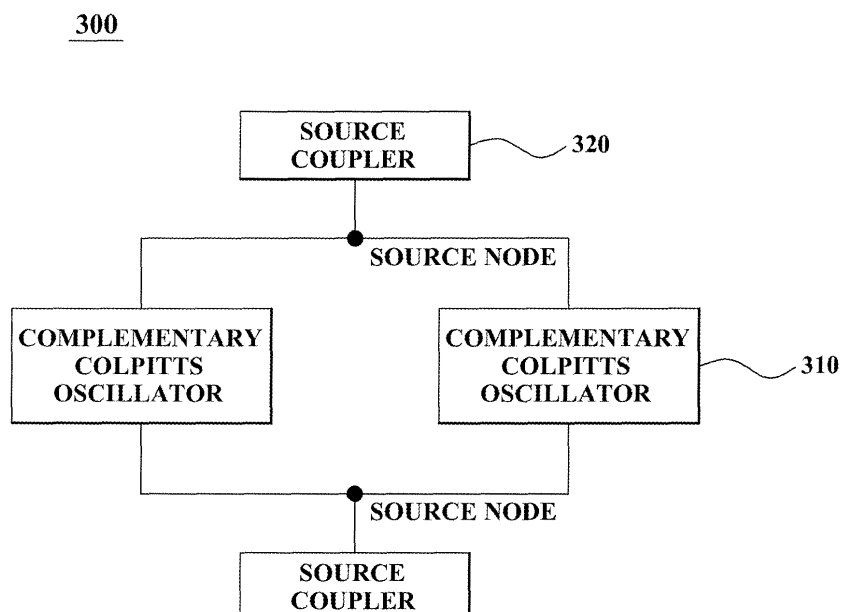 300
SOURCE
COUPLER
320
SOURCE NODE
COMPLEMENTARY
COLPITTS
OSCILLATOR
COMPLEMENTARY
COLPITTS
OSCILLATOR
310
SOURCE NODE
SOURCE
COUPLER